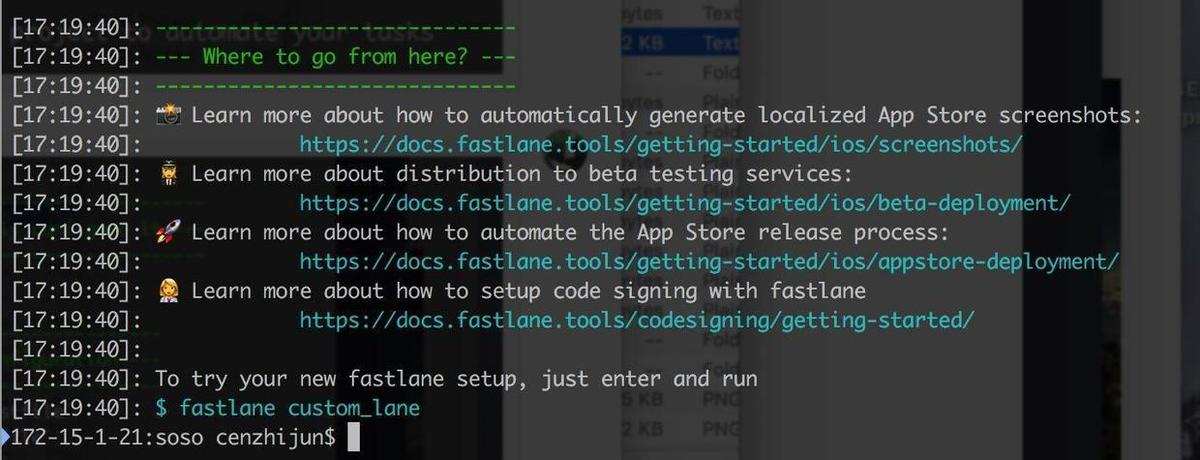 [17:19:40]: ------------------------------
[17:19:40]: --- Where to go from here? ---
[17:19:40]: ------------------------------
[17:19:40]: 📸 Learn more about how to automatically generate localized App Store screenshots:
[17:19:40]: https://docs.fastlane.tools/getting-started/ios/screenshots/
[17:19:40]: 👩‍✈️ Learn more about distribution to beta testing services:
[17:19:40]: https://docs.fastlane.tools/getting-started/ios/beta-deployment/
[17:19:40]: 🚀 Learn more about how to automate the App Store release process:
[17:19:40]: https://docs.fastlane.tools/getting-started/ios/appstore-deployment/
[17:19:40]: 👩‍⚕️ Learn more about how to setup code signing with fastlane
[17:19:40]: https://docs.fastlane.tools/codesigning/getting-started/
[17:19:40]:
[17:19:40]: To try your new fastlane setup, just enter and run
[17:19:40]: $ fastlane custom_lane
172-15-1-21:soso cenzhijun$